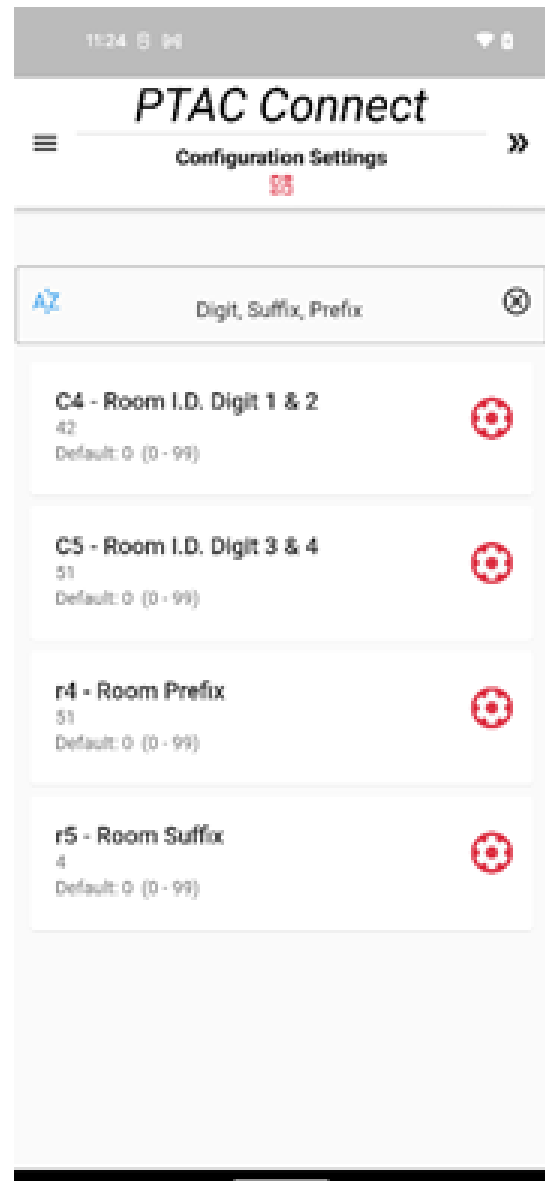 11:24
PTAC Connect
Configuration Settings
Digit, Suffix, Prefix
C4 - Room I.D. Digit 1 & 2
42
Default: 0 (0 - 99)
C5 - Room I.D. Digit 3 & 4
51
Default: 0 (0 - 99)
r4 - Room Prefix
51
Default: 0 (0 - 99)
r5 - Room Suffix
4
Default: 0 (0 - 99)